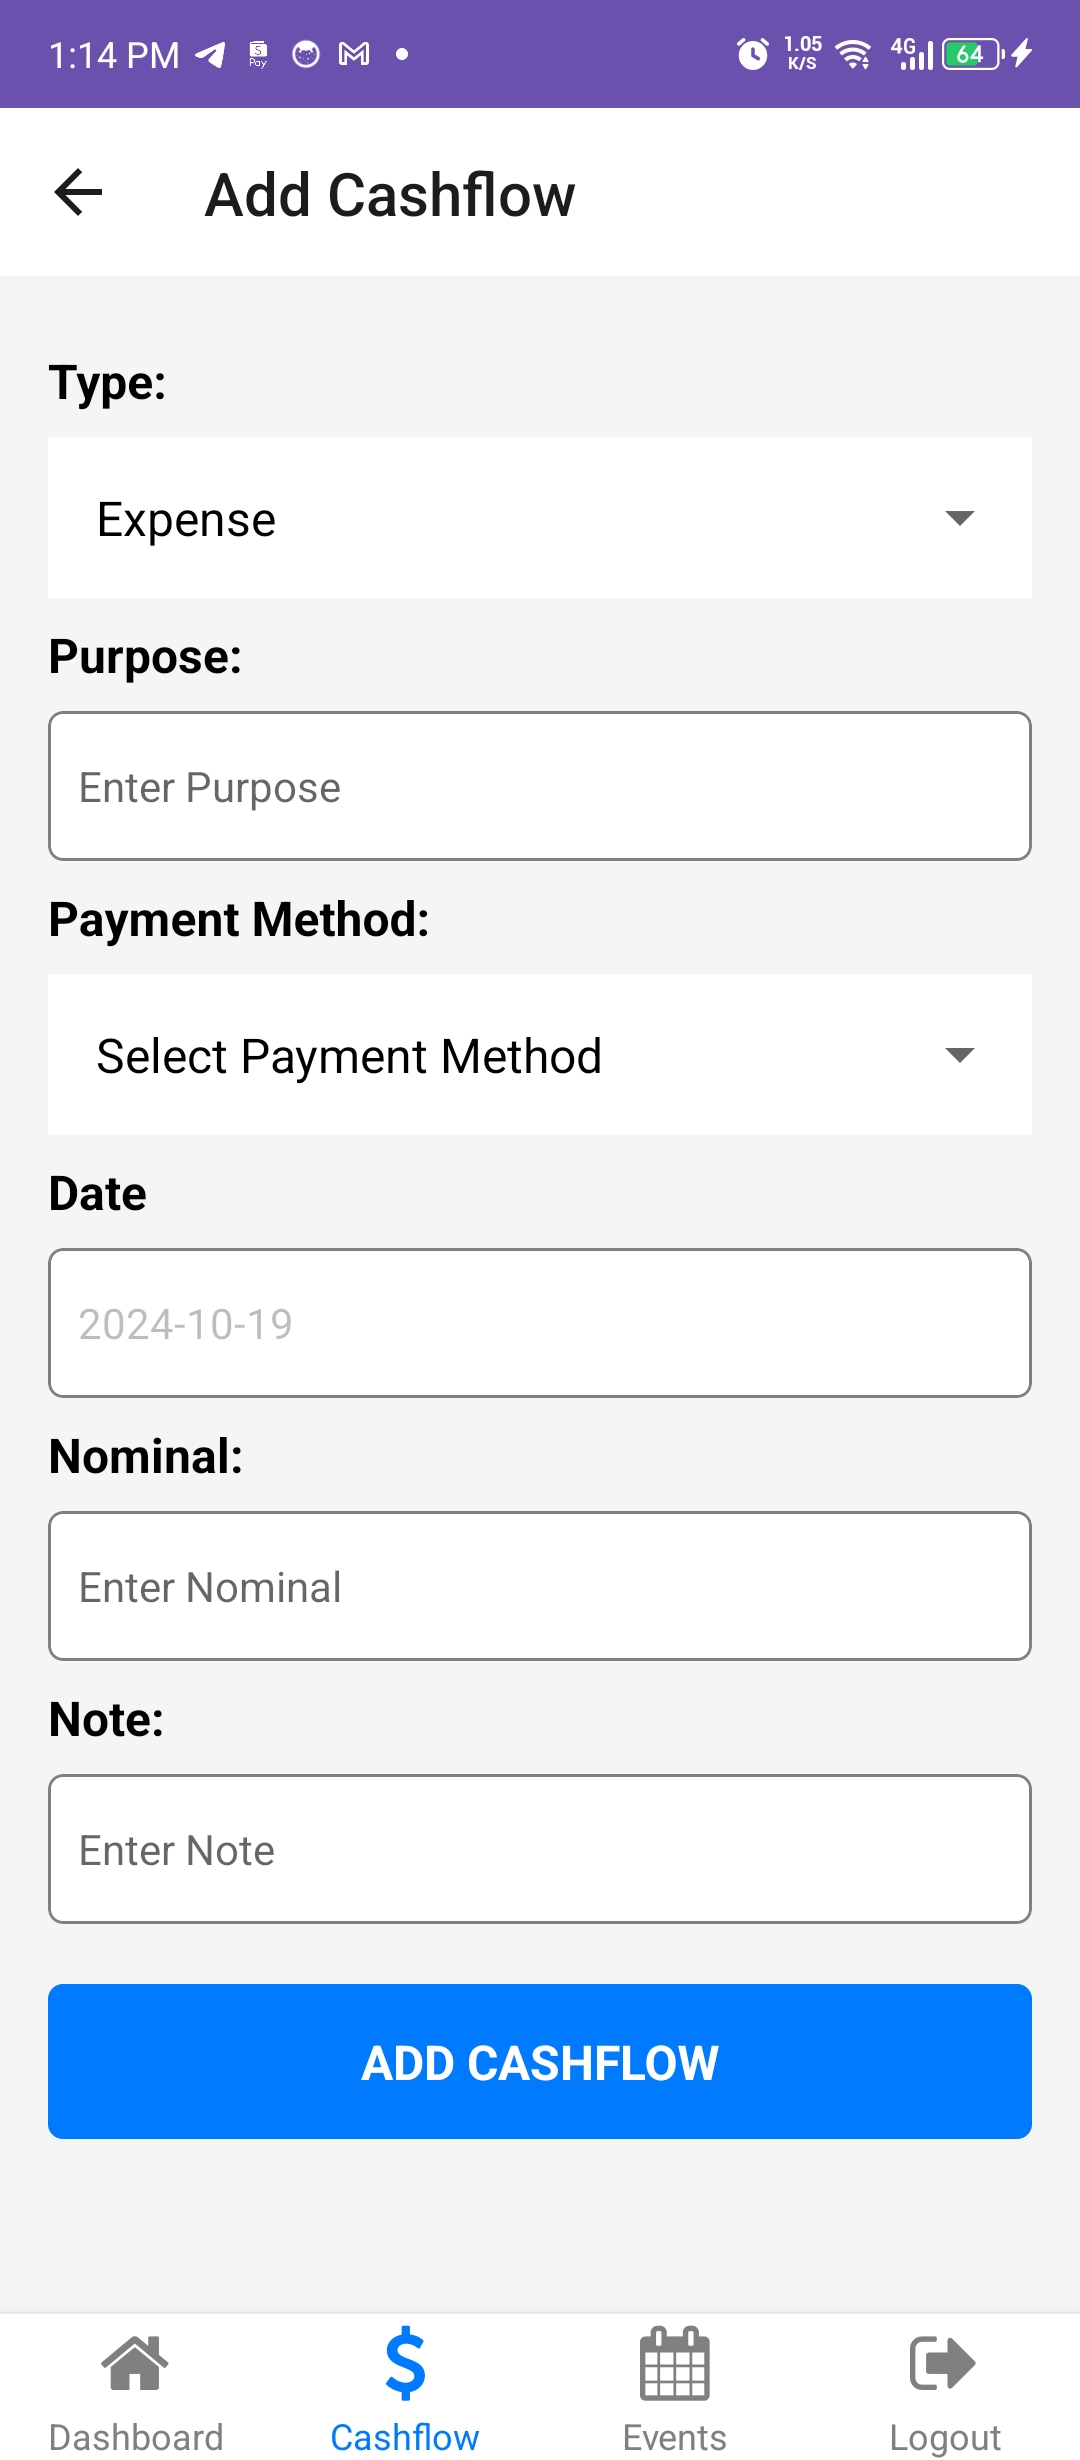 1:14 PM
S
Pay
1.05
K/S
4G
64
Add Cashflow
Type:
Expense
Purpose:
Enter Purpose
Payment Method:
Select Payment Method
Date
2024-10-19
Nominal:
Enter Nominal
Note:
Enter Note
ADD CASHFLOW
Dashboard
Cashflow
Events
Logout